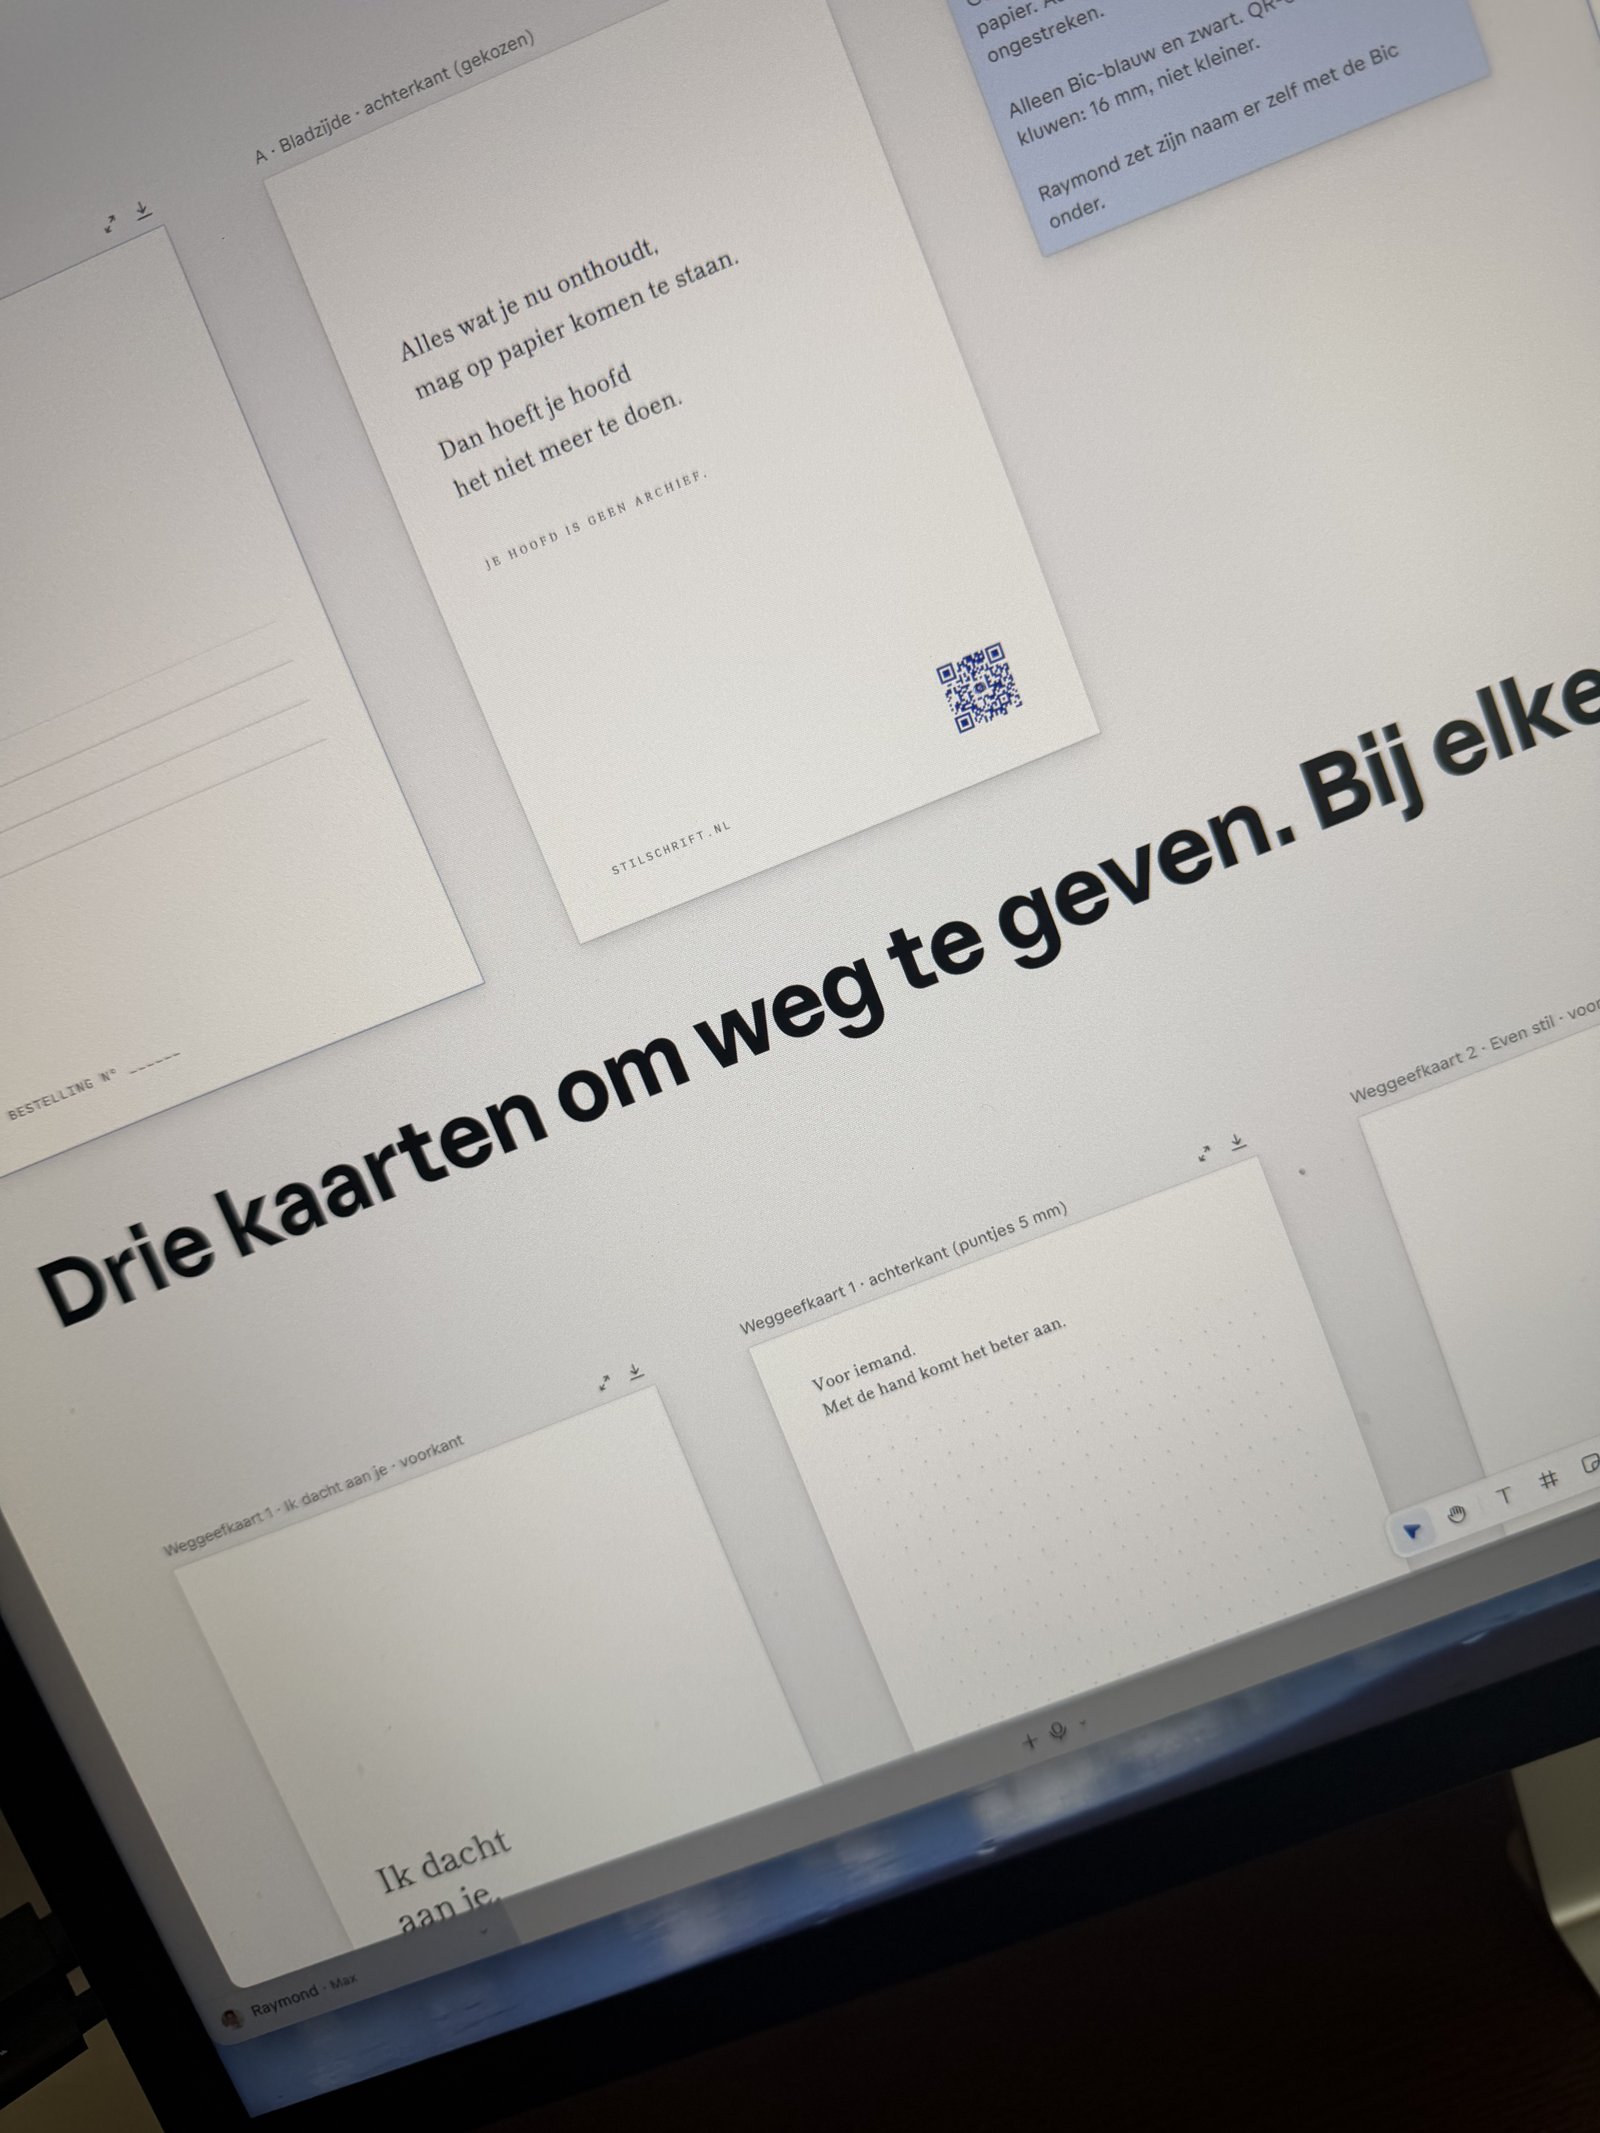 papier.
ongestreken.
Alleen Bic-blauw en zwart.
kluwen: 16 mm, niet kleiner.
Raymond zet zijn naam er zelf met de Bic
onder.
A · Bladzijde · achterkant (gekozen)
Alles wat je nu onthoudt,
mag op papier komen te staan.
Dan hoeft je hoofd
het niet meer te doen.
JE HOOFD IS GEEN ARCHIEF.
STILSCHRIFT.NL
BESTELLING Nº ______
Drie kaarten om weg te geven. Bij elke
Weggeefkaart 1 · Ik dacht aan je · voorkant
Ik dacht
aan je.
Weggeefkaart 1 · achterkant (puntjes 5 mm)
Voor iemand.
Met de hand komt het beter aan.
Weggeefkaart 2 · Even stil ·
Raymond · Max